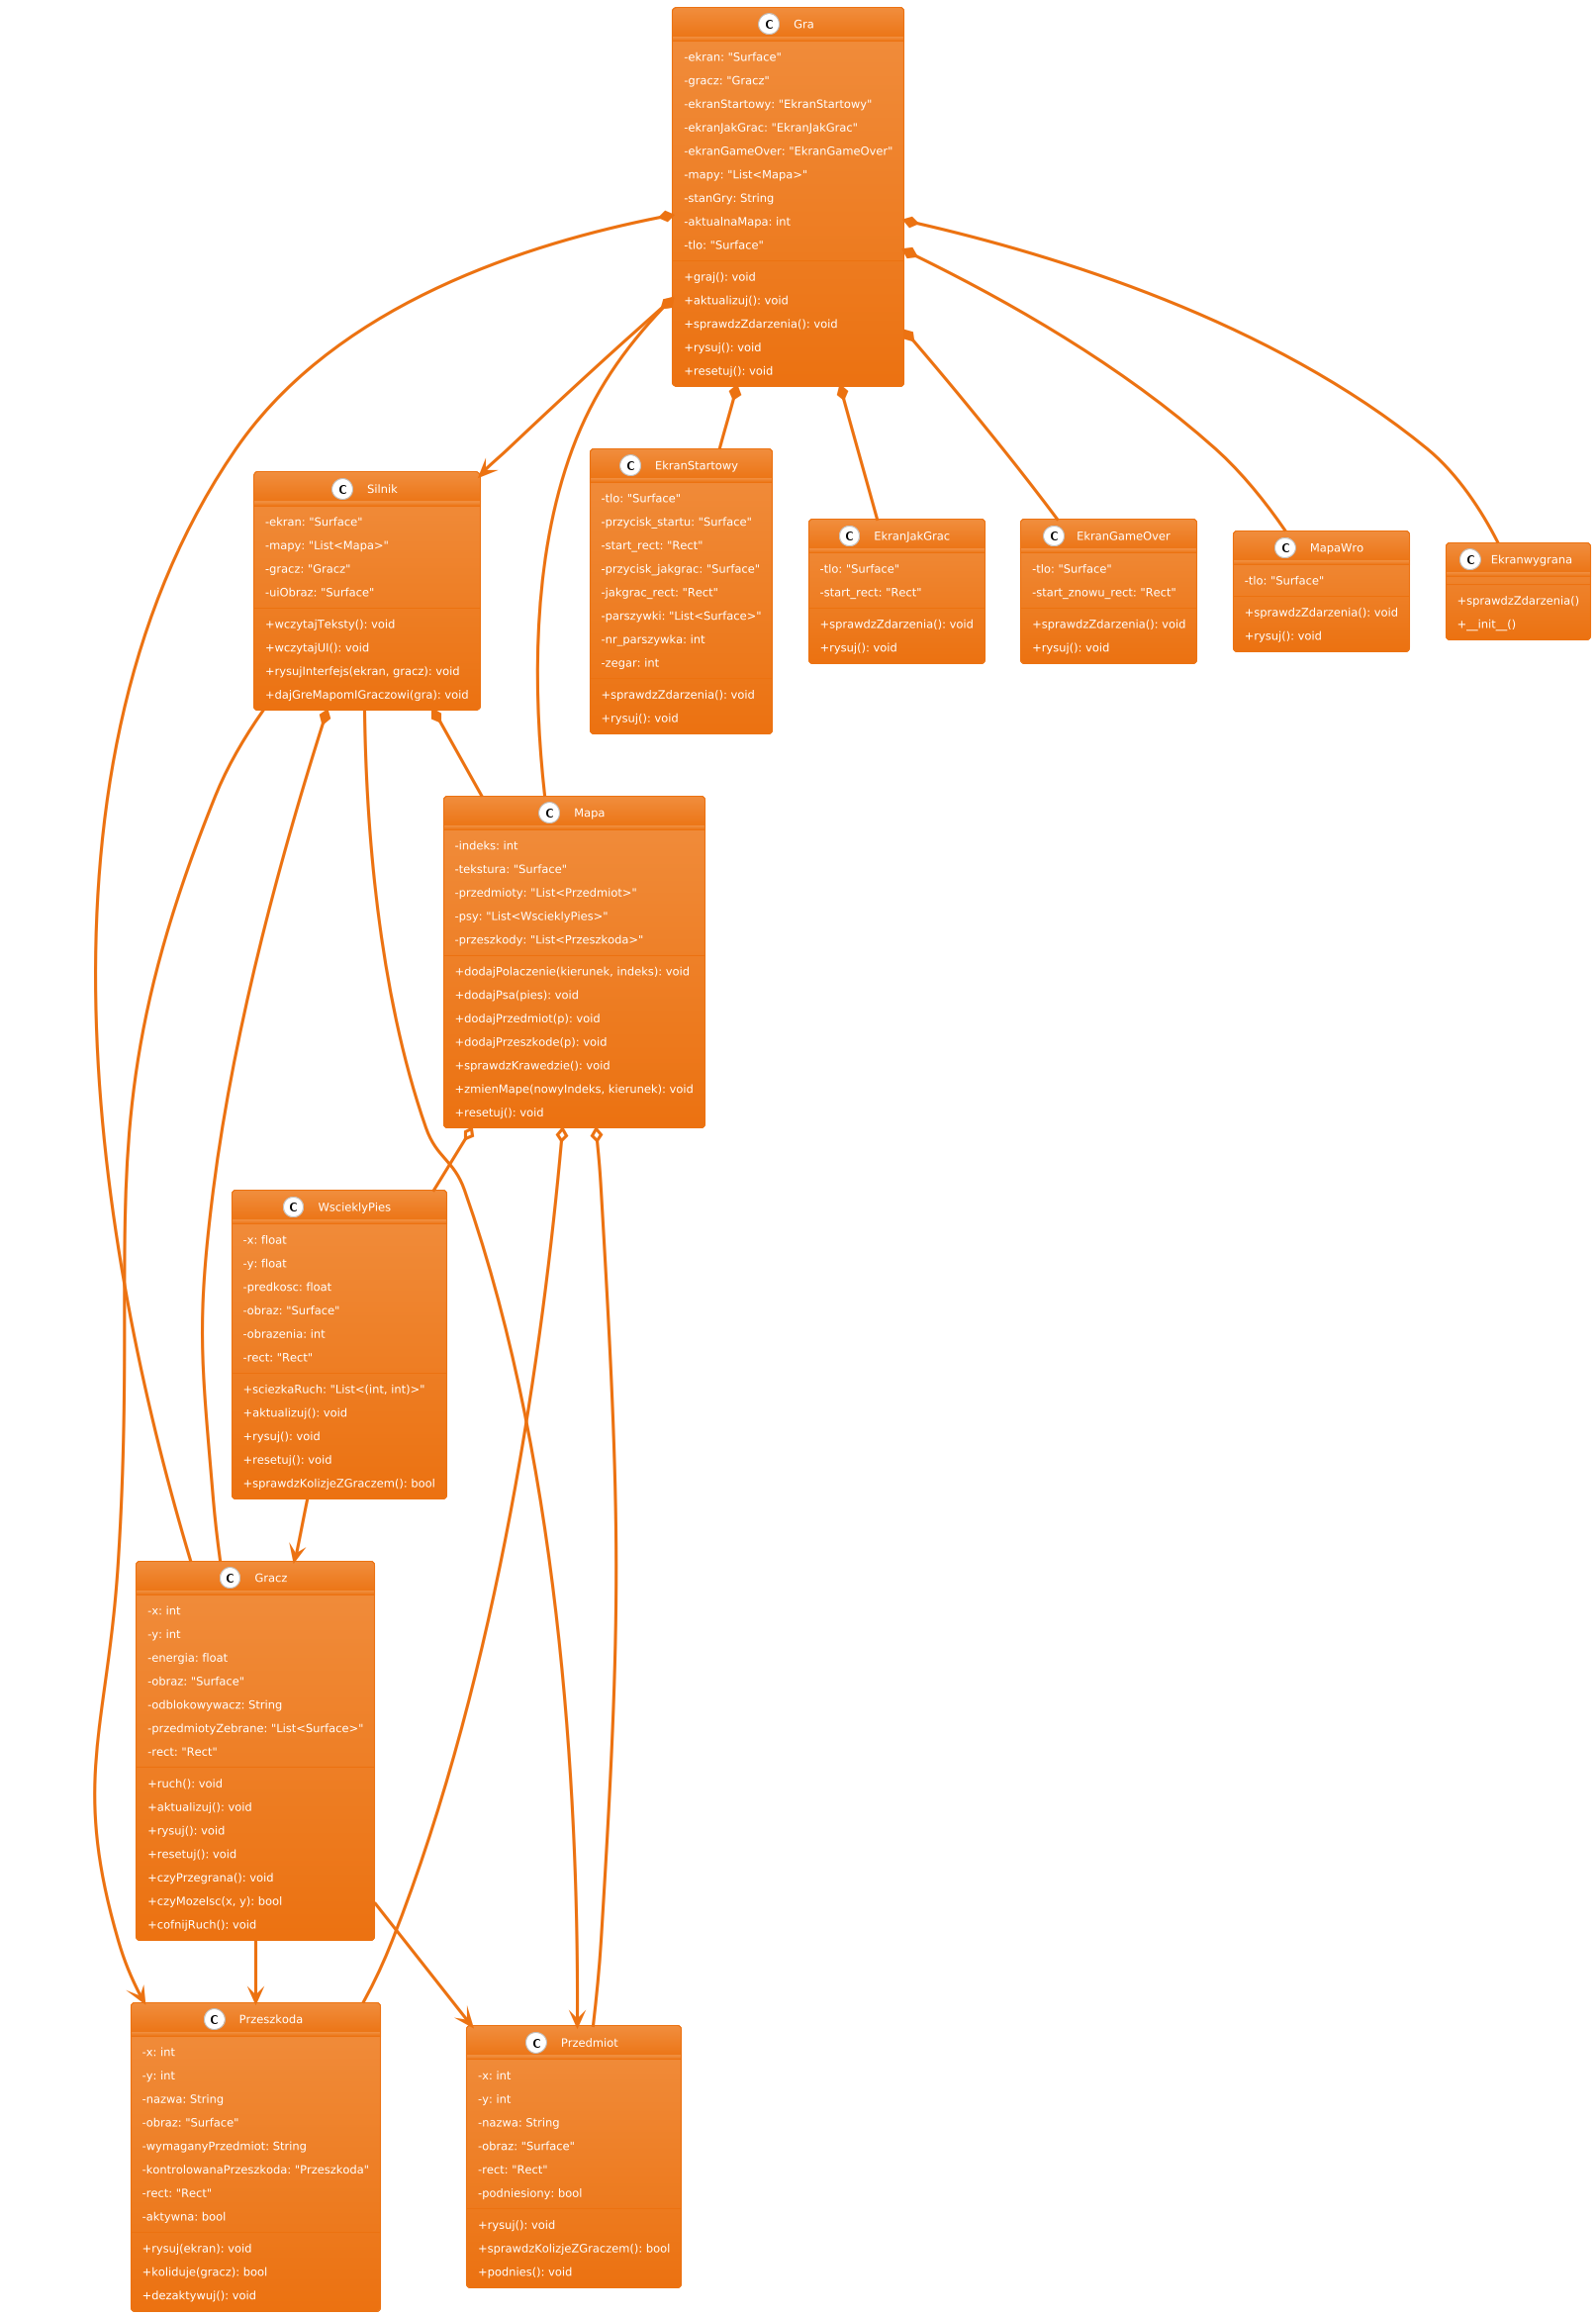 C Gra
-ekran: "Surface"
-gracz: "Gracz"
-ekranStartowy: "EkranStartowy"
-ekranJakGrac: "EkranJakGrac"
-ekranGameOver: "EkranGameOver"
-mapy: "List<Mapa>"
-stanGry: String
-aktualnaMapa: int
-tlo: "Surface"
+graj(): void
+aktualizuj(): void
+sprawdzZdarzenia(): void
+rysuj(): void
+resetuj(): void
C Silnik
-ekran: "Surface"
-mapy: "List<Mapa>"
-gracz: "Gracz"
-uiObraz: "Surface"
+wczytajTeksty(): void
+wczytajUI(): void
+rysujInterfejs(ekran, gracz): void
+dajGreMapomIGraczowi(gra): void
C EkranStartowy
-tlo: "Surface"
-przycisk_startu: "Surface"
-start_rect: "Rect"
-przycisk_jakgrac: "Surface"
-jakgrac_rect: "Rect"
-parszywki: "List<Surface>"
-nr_parszywka: int
-zegar: int
+sprawdzZdarzenia(): void
+rysuj(): void
C EkranJakGrac
-tlo: "Surface"
-start_rect: "Rect"
+sprawdzZdarzenia(): void
+rysuj(): void
C EkranGameOver
-tlo: "Surface"
-start_znowu_rect: "Rect"
+sprawdzZdarzenia(): void
+rysuj(): void
C MapaWro
-tlo: "Surface"
+sprawdzZdarzenia(): void
+rysuj(): void
C Ekranwygrana
+sprawdzZdarzenia()
+__init__()
C Mapa
-indeks: int
-tekstura: "Surface"
-przedmioty: "List<Przedmiot>"
-psy: "List<WscieklyPies>"
-przeszkody: "List<Przeszkoda>"
+dodajPolaczenie(kierunek, indeks): void
+dodajPsa(pies): void
+dodajPrzedmiot(p): void
+dodajPrzeszkode(p): void
+sprawdzKrawedzie(): void
+zmienMape(nowyIndeks, kierunek): void
+resetuj(): void
C WscieklyPies
-x: float
-y: float
-predkosc: float
-obraz: "Surface"
-obrazenia: int
-rect: "Rect"
+sciezkaRuch: "List<(int, int)>"
+aktualizuj(): void
+rysuj(): void
+resetuj(): void
+sprawdzKolizjeZGraczem(): bool
C Gracz
-x: int
-y: int
-energia: float
-obraz: "Surface"
-odblokowywacz: String
-przedmiotyZebrane: "List<Surface>"
-rect: "Rect"
+ruch(): void
+aktualizuj(): void
+rysuj(): void
+resetuj(): void
+czyPrzegrana(): void
+czyMozeIsc(x, y): bool
+cofnijRuch(): void
C Przeszkoda
-x: int
-y: int
-nazwa: String
-obraz: "Surface"
-wymaganyPrzedmiot: String
-kontrolowanaPrzeszkoda: "Przeszkoda"
-rect: "Rect"
-aktywna: bool
+rysuj(ekran): void
+koliduje(gracz): bool
+dezaktywuj(): void
C Przedmiot
-x: int
-y: int
-nazwa: String
-obraz: "Surface"
-rect: "Rect"
-podniesiony: bool
+rysuj(): void
+sprawdzKolizjeZGraczem(): bool
+podnies(): void